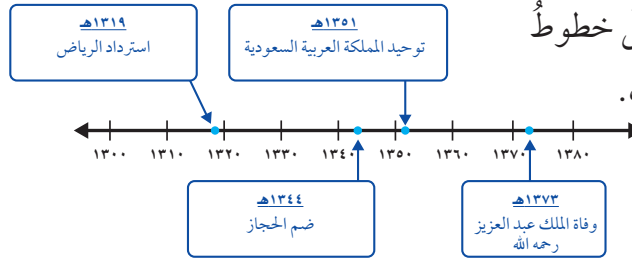 خطوطُ
١٣١٩هـ
استرداد الرياض
١٣٥١هـ
توحيد المملكة العربية السعودية
١٣٠٠ ١٣١٠ ١٣٢٠ ١٣٣٠ ١٣٤٠ ١٣٥٠ ١٣٦٠ ١٣٧٠ ١٣٨٠
١٣٤٤هـ
ضم الحجاز
١٣٧٣هـ
وفاة الملك عبد العزيز
رحمه الله